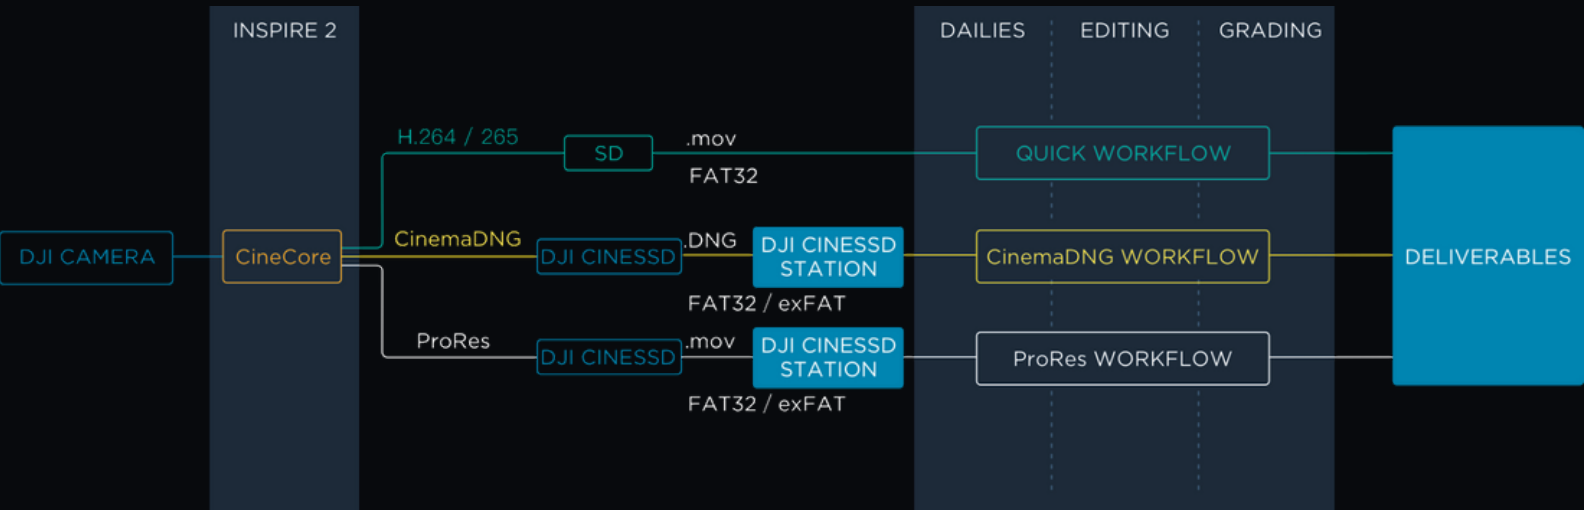 INSPIRE 2
DAILIES
EDITING
GRADING
H.264 / 265
SD
.mov
FAT32
QUICK WORKFLOW
DJI CAMERA
CineCore
CinemaDNG
DJI CINESSD
.DNG
DJI CINESSD
STATION
FAT32 / exFAT
CinemaDNG WORKFLOW
DELIVERABLES
ProRes
DJI CINESSD
.mov
DJI CINESSD
STATION
FAT32 / exFAT
ProRes WORKFLOW